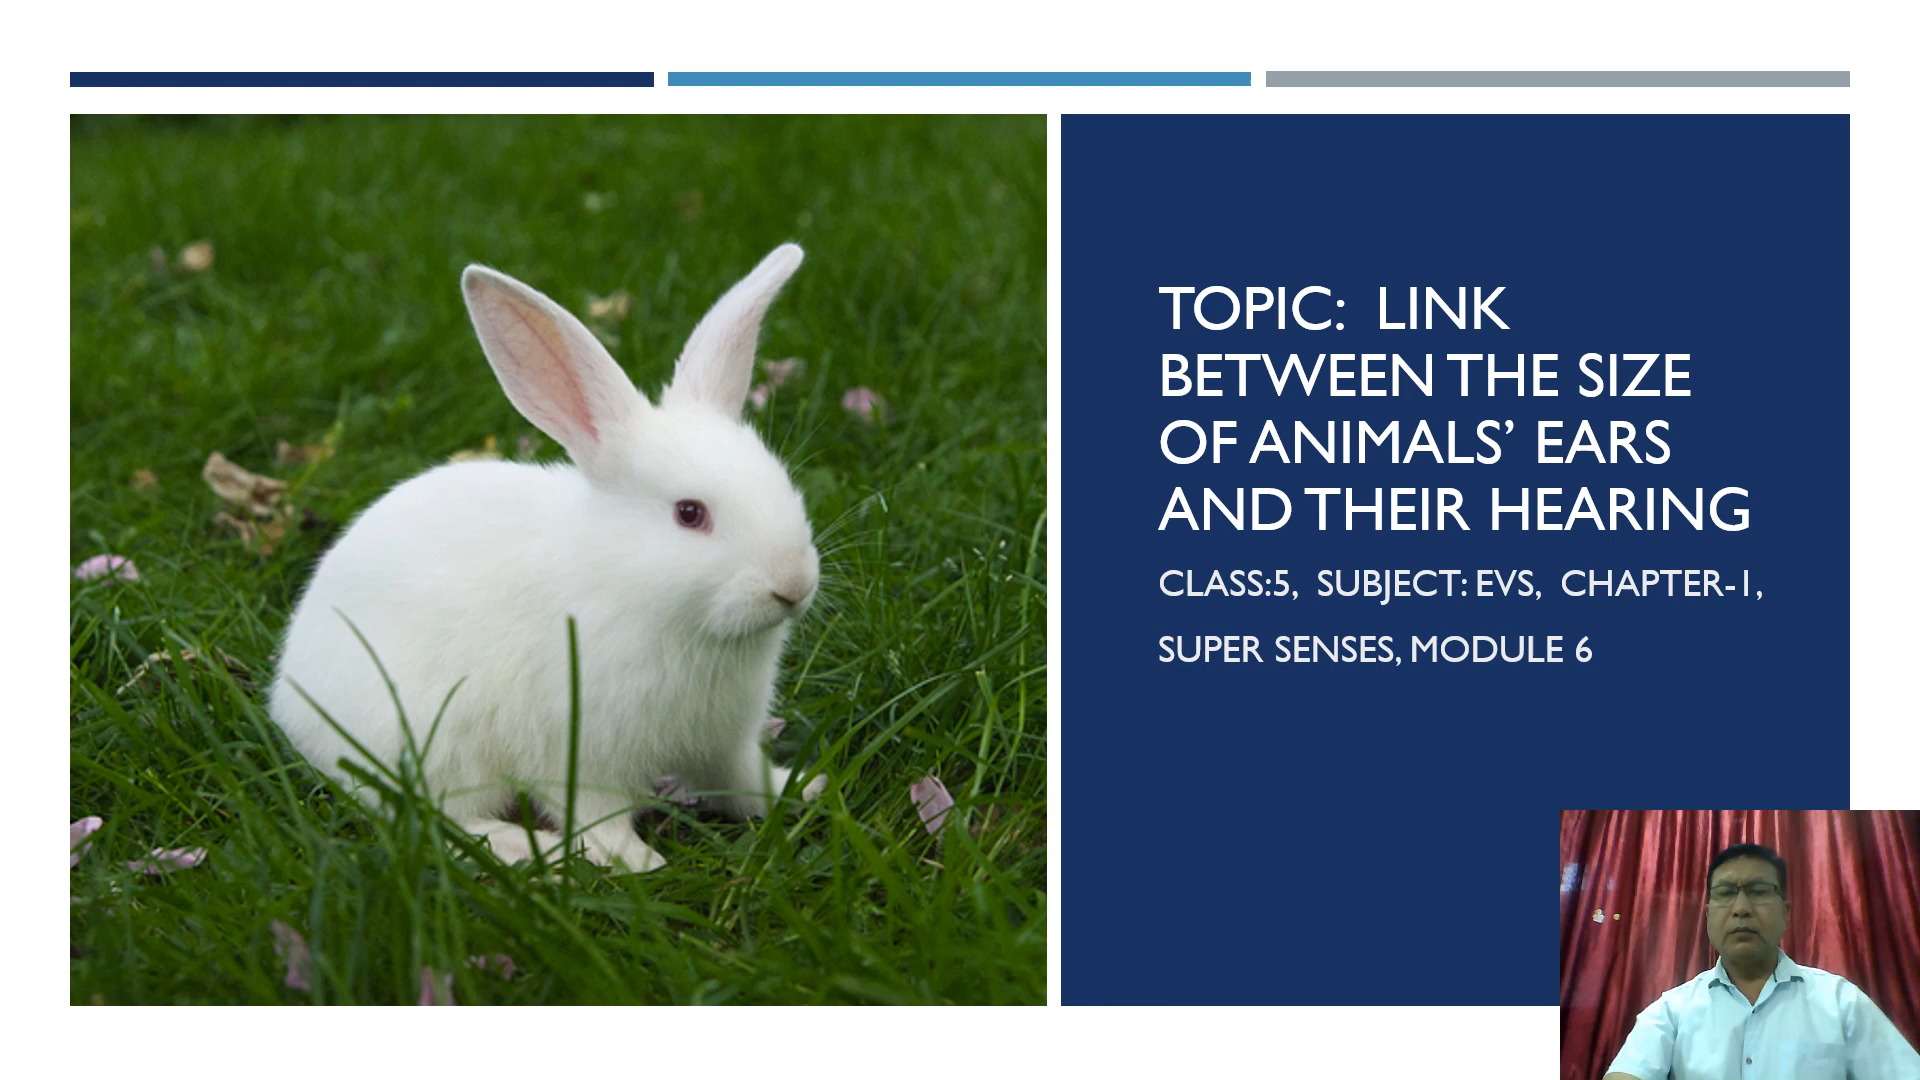 TOPIC: LINK
BETWEEN THE SIZE
OF ANIMALS’ EARS
AND THEIR HEARING
CLASS:5, SUBJECT: EVS, CHAPTER-1,
SUPER SENSES, MODULE 6